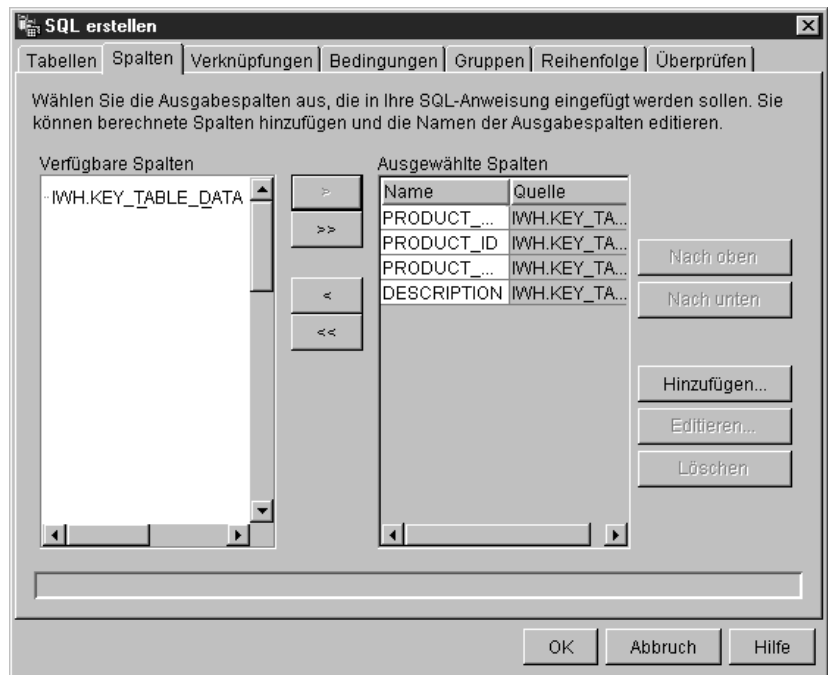 SQL erstellen
Tabellen Spalten Verknüpfungen Bedingungen Gruppen Reihenfolge Überprüfen
Wählen Sie die Ausgabespalten aus, die in Ihre SQL-Anweisung eingefügt werden sollen. Sie
können berechnete Spalten hinzufügen und die Namen der Ausgabespalten editieren.
Verfügbare Spalten
IWH.KEY_TABLE_DATA
>
>>
<
<<
Ausgewählte Spalten
Name Quelle
PRODUCT_... IWH.KEY_TA...
PRODUCT_ID IWH.KEY_TA...
PRODUCT_... IWH.KEY_TA...
DESCRIPTION IWH.KEY_TA...
Nach oben
Nach unten
Hinzufügen...
Editieren...
Löschen
OK Abbruch Hilfe